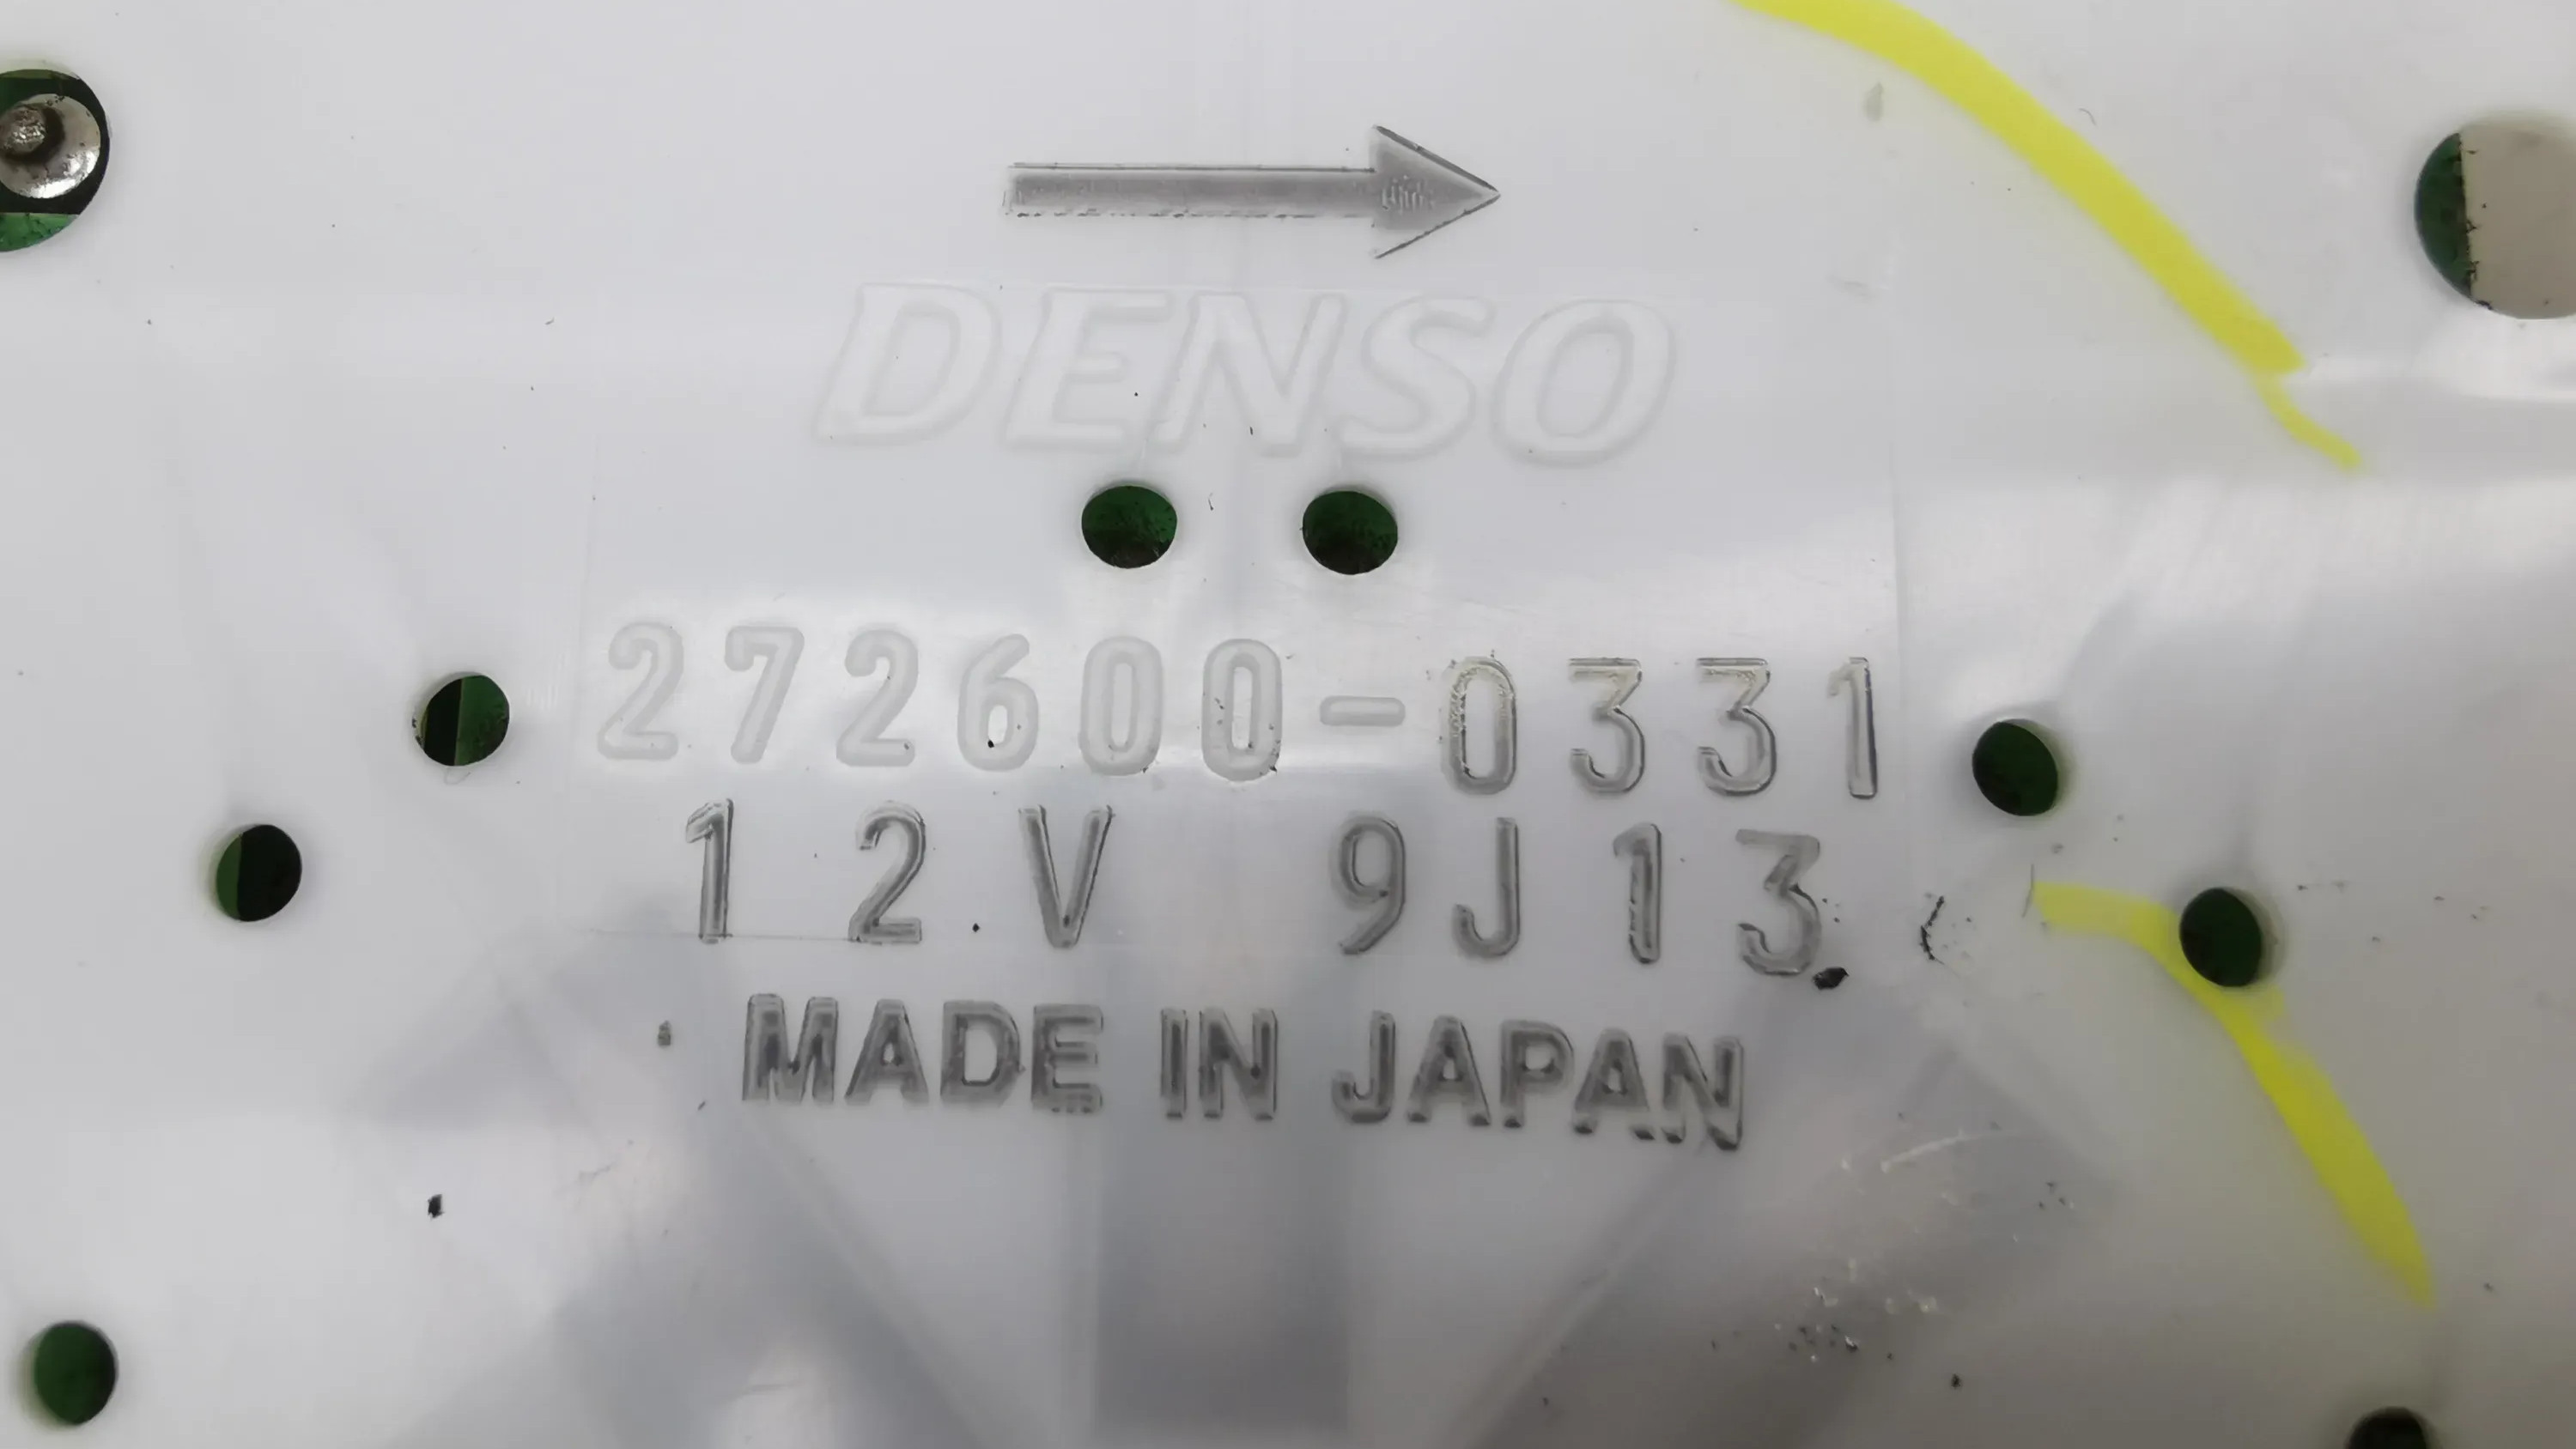 DENSO
272600-0331
12V 9J13
MADE IN JAPAN